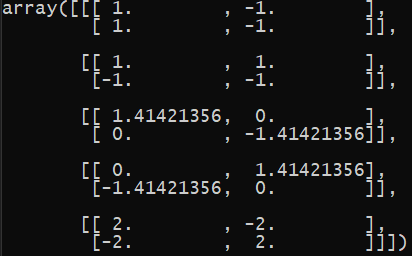 array([[[ 1.        , -1.        ],
        [ 1.        , -1.        ]],
       [[ 1.        ,  1.        ],
        [-1.        , -1.        ]],
       [[ 1.41421356,  0.        ],
        [ 0.        , -1.41421356]],
       [[ 0.        ,  1.41421356],
        [-1.41421356,  0.        ]],
       [[ 2.        , -2.        ],
        [-2.        ,  2.        ]]])